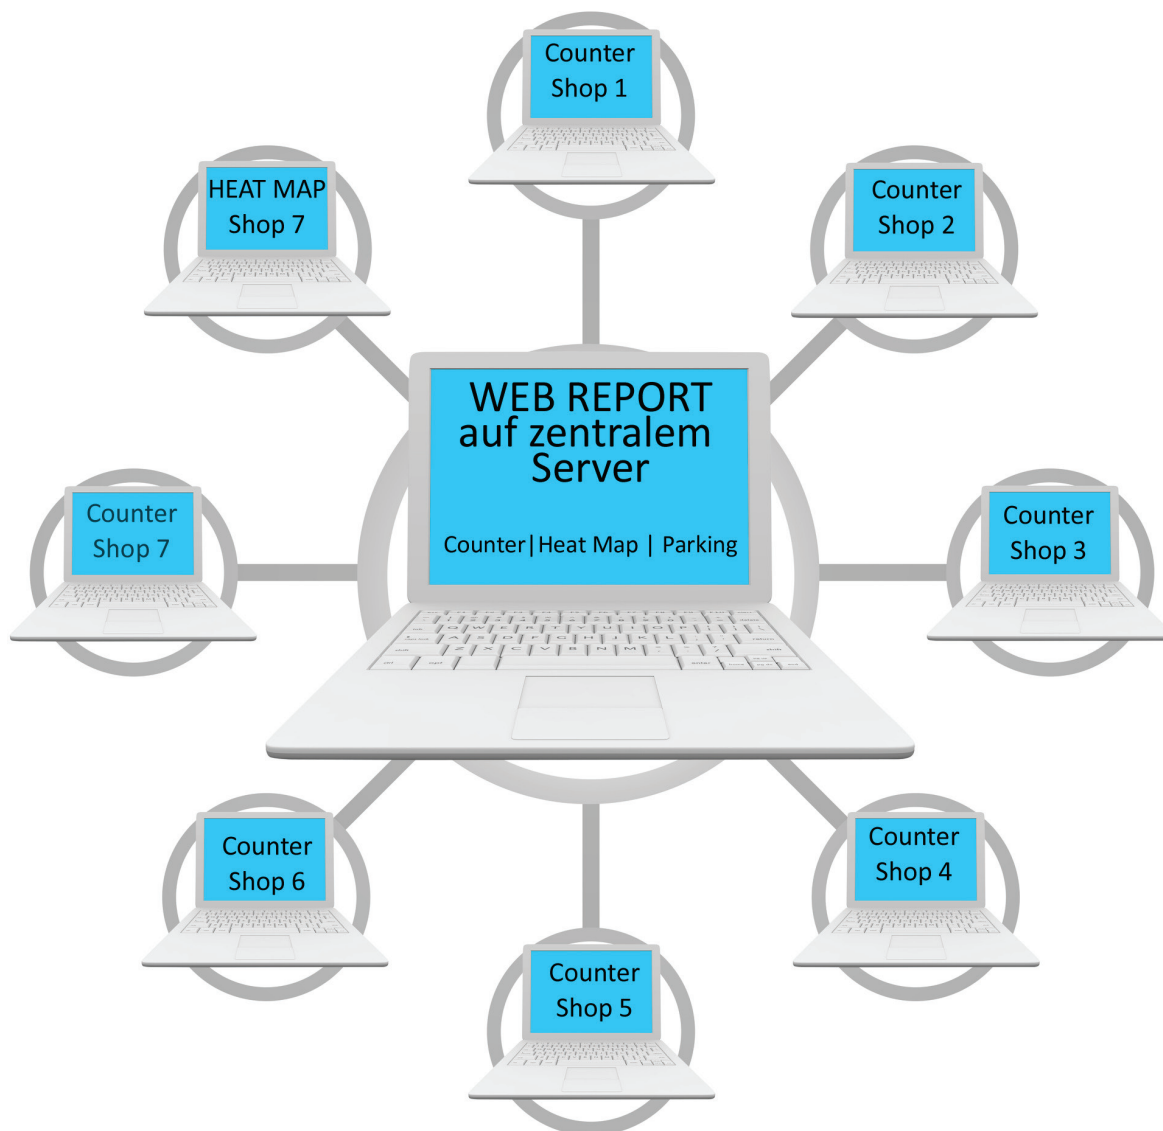 Counter
Shop 1
HEAT MAP
Shop 7
Counter
Shop 2
WEB REPORT
auf zentralem
Server
Counter|Heat Map | Parking
Counter
Shop 7
Counter
Shop 3
Counter
Shop 6
Counter
Shop 4
Counter
Shop 5